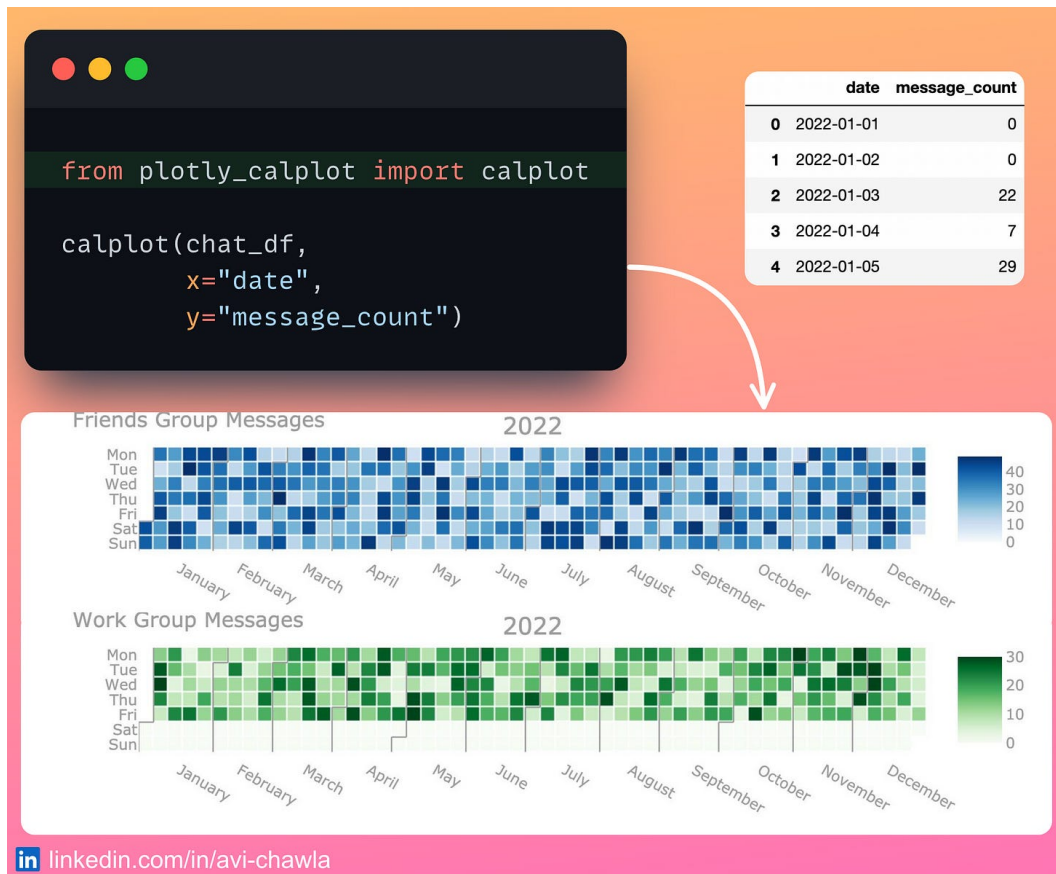 from plotly_calplot import calplot
calplot(chat_df,
x="date",
y="message_count")
date message_count
0 2022-01-01 0
1 2022-01-02 0
2 2022-01-03 22
3 2022-01-04 7
4 2022-01-05 29
Friends Group Messages
2022
Mon
Tue
Wed
Thu
Fri
Sat
Sun
40
30
20
10
0
January February March April May June July August September October November December
Work Group Messages
2022
Mon
Tue
Wed
Thu
Fri
Sat
Sun
30
20
10
0
January February March April May June July August September October November December
in linkedin.com/in/avi-chawla